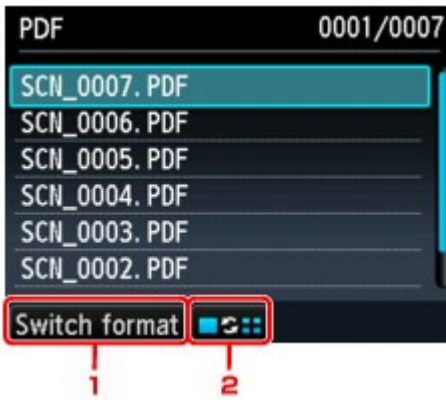 PDF 0001/0007
SCN_0007.PDF
SCN_0006.PDF
SCN_0005.PDF
SCN_0004.PDF
SCN_0003.PDF
SCN_0002.PDF
Switch format
1 2